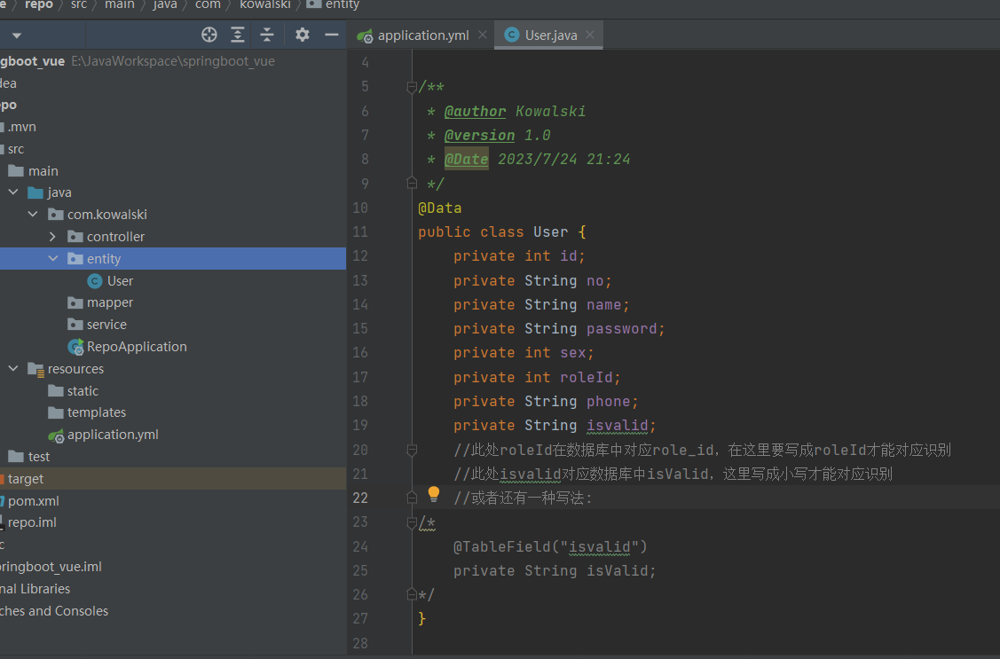 repo src main java com kowalski entity
application.yml User.java
springboot_vue E:\JavaWorkspace\springboot_vue
.mvn
src
main
java
com.kowalski
controller
entity
User
mapper
service
RepoApplication
resources
static
templates
application.yml
test
target
pom.xml
repo.iml
Libraries
and Consoles
4
5 /**
6 * @author Kowalski
7 * @version 1.0
8 * @Date 2023/7/24 21:24
9 */
10 @Data
11 public class User {
12 private int id;
13 private String no;
14 private String name;
15 private String password;
16 private int sex;
17 private int roleId;
18 private String phone;
19 private String isvalid;
20 //此处roleId在数据库中对应role_id，在这里要写成roleId才能对应识别
21 //此处isvalid对应数据库中isValid，这里写成小写才能对应识别
22 //或者还有一种写法：
23 /*
24 @TableField("isvalid")
25 private String isValid;
26 */
27 }
28